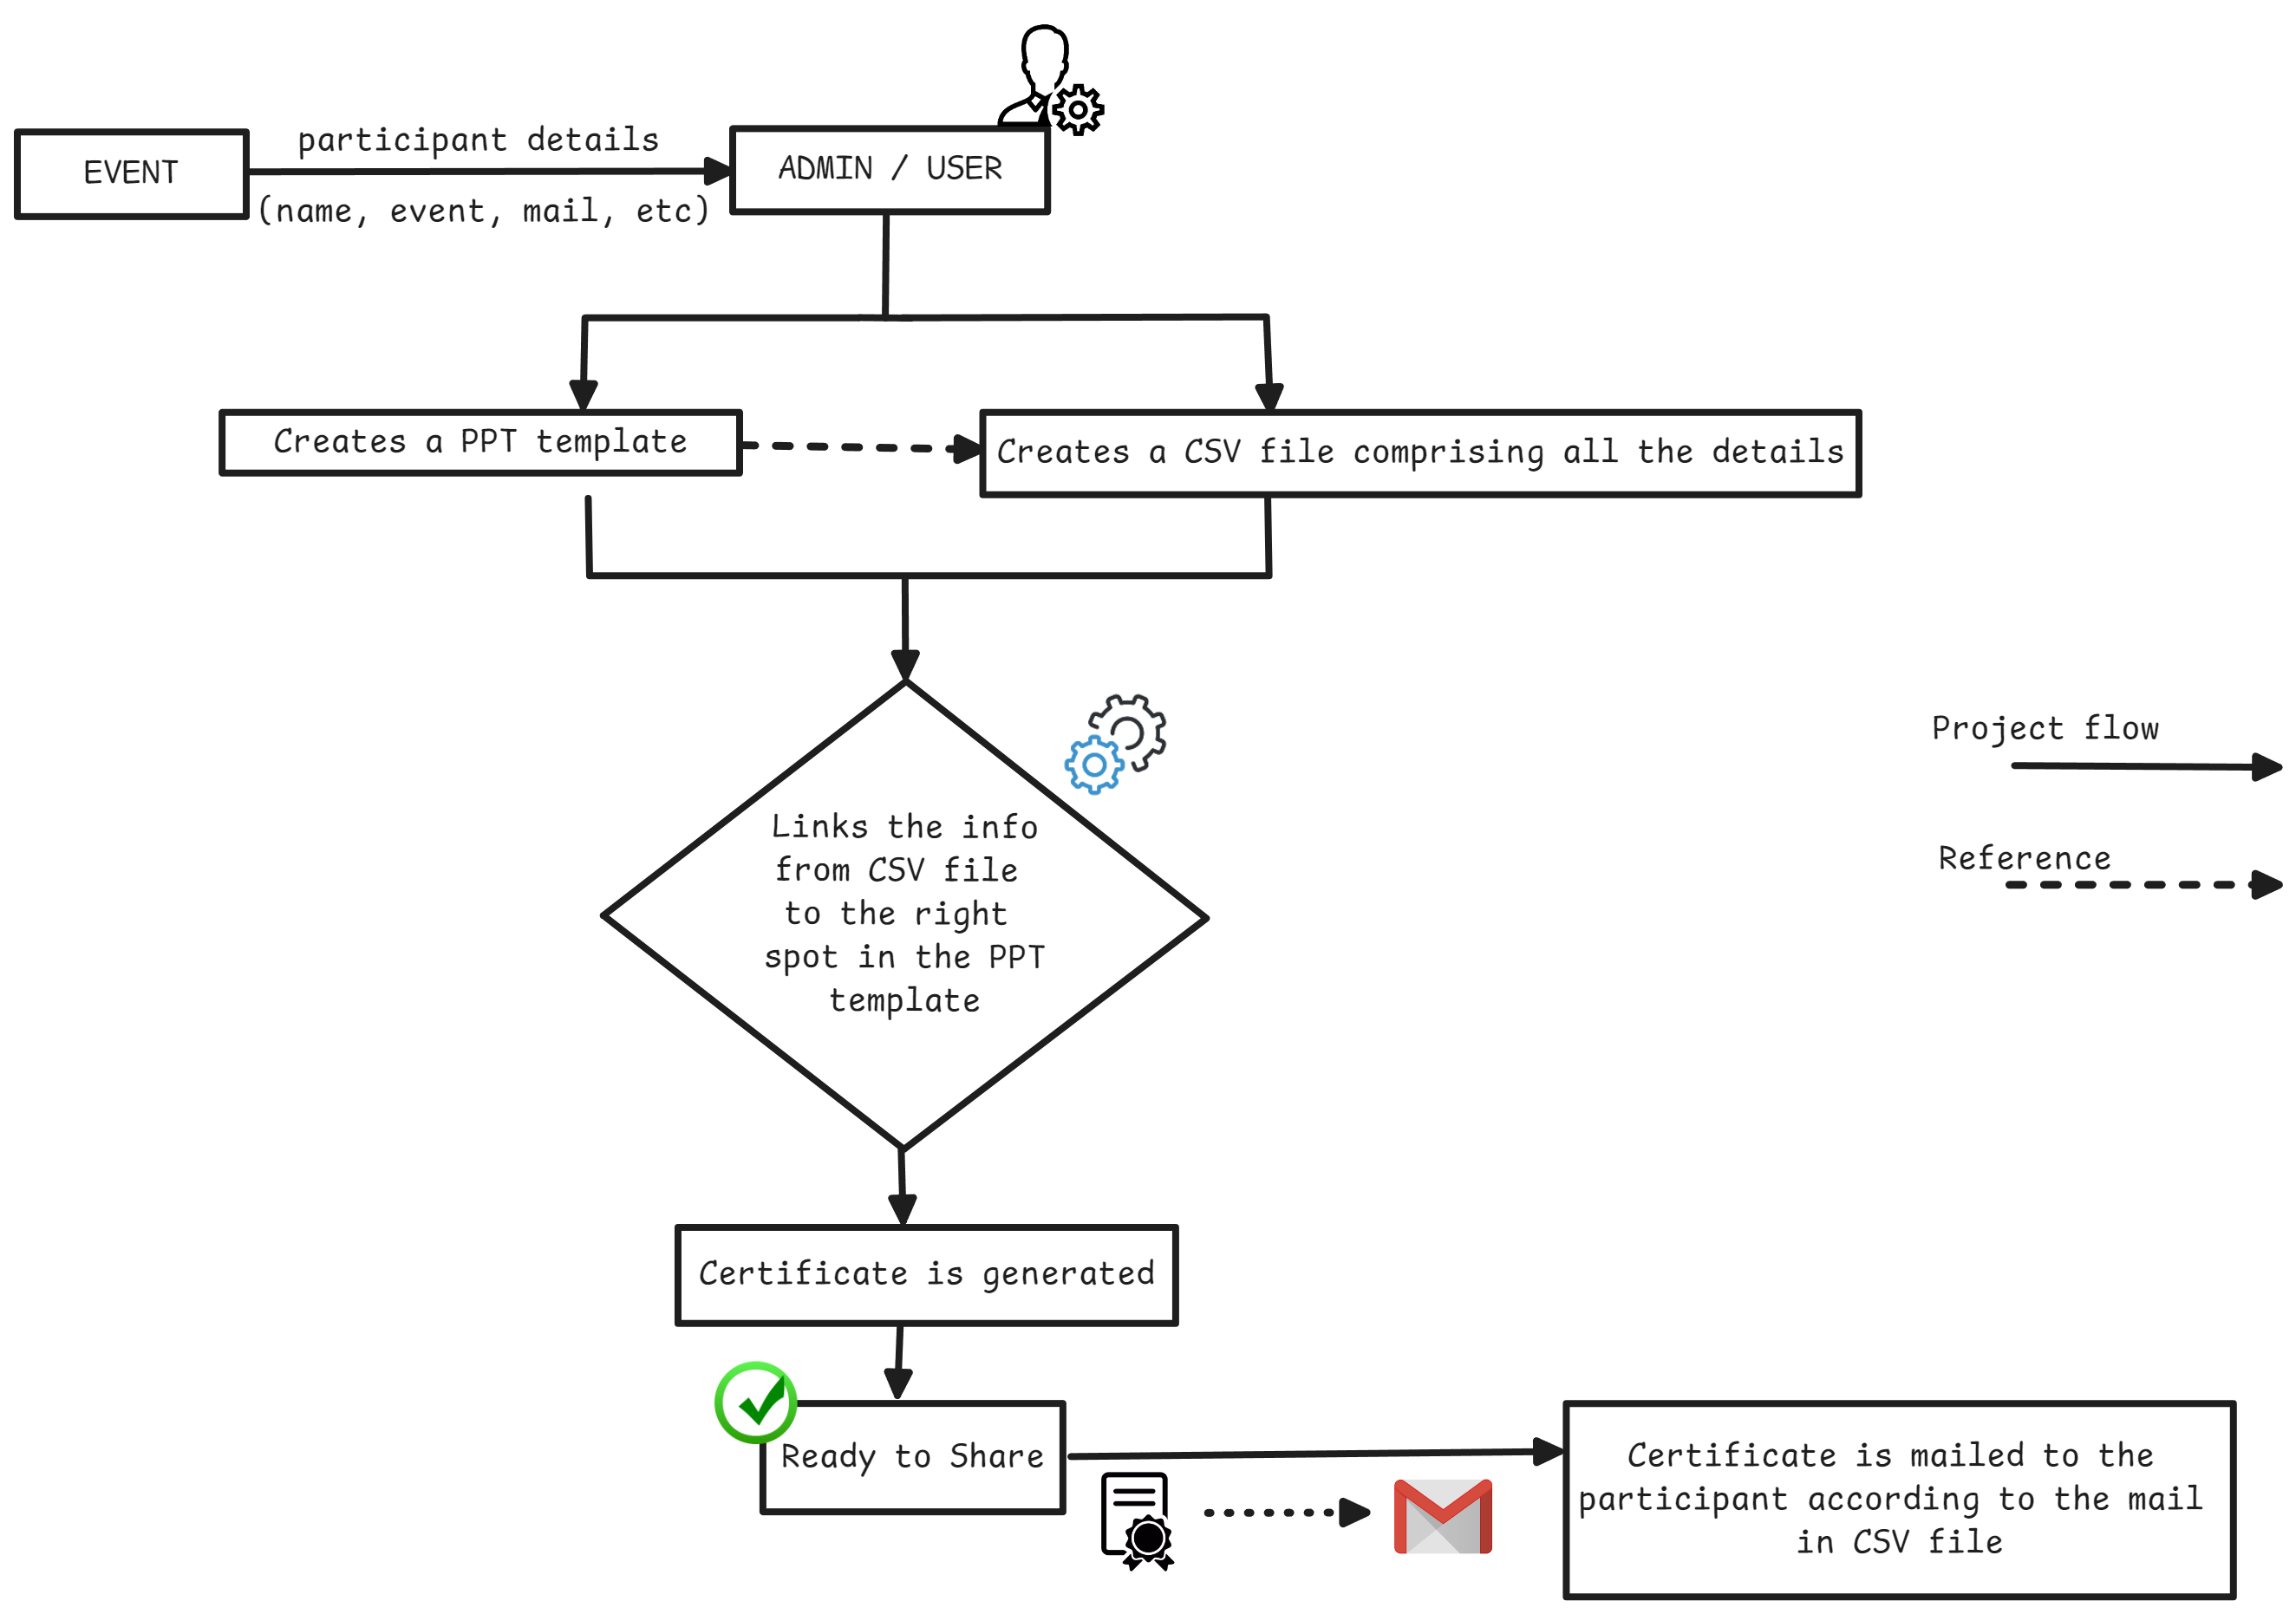 participant details
EVENT
ADMIN / USER
(name, event, mail, etc)
Creates a PPT template
Creates a CSV file comprising all the details
Links the info
from CSV file
to the right
spot in the PPT
template
Project flow
Reference
Certificate is generated
Ready to Share
Certificate is mailed to the
participant according to the mail
in CSV file